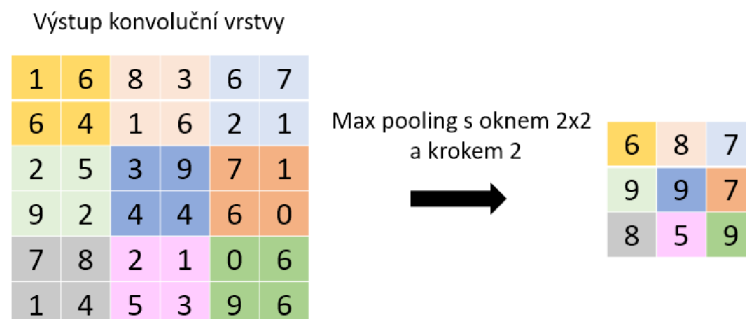 Výstup konvoluční vrstvy
1 6 8 3 6 7
6 4 1 6 2 1
2 5 3 9 7 1
9 2 4 4 6 0
7 8 2 1 0 6
1 4 5 3 9 6
Max pooling s oknem 2x2
a krokem 2
6 8 7
9 9 7
8 5 9